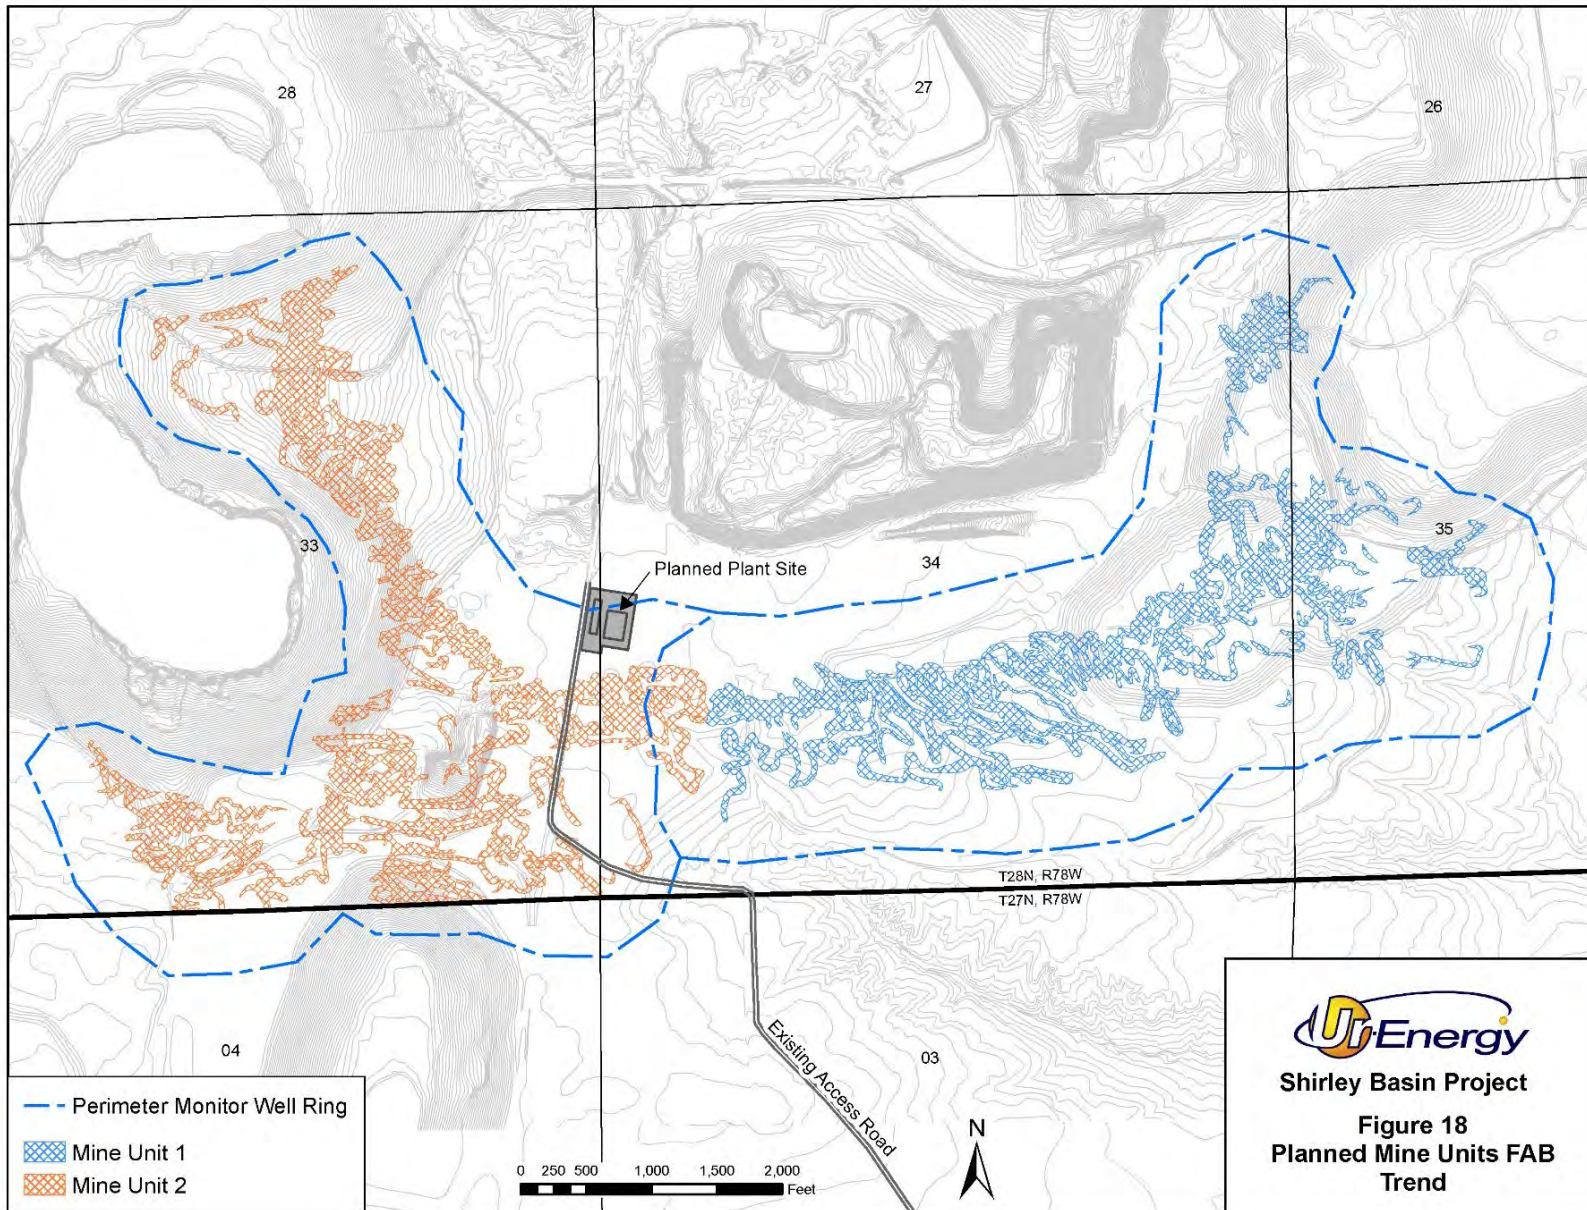 28
27
26
33
Planned Plant Site
34
35
T28N, R78W
T27N, R78W
04
Existing Access Road
03
Perimeter Monitor Well Ring
Mine Unit 1
Mine Unit 2
0 250 500 1,000 1,500 2,000
Feet
N
Ur-Energy
Shirley Basin Project
Figure 18
Planned Mine Units FAB
Trend